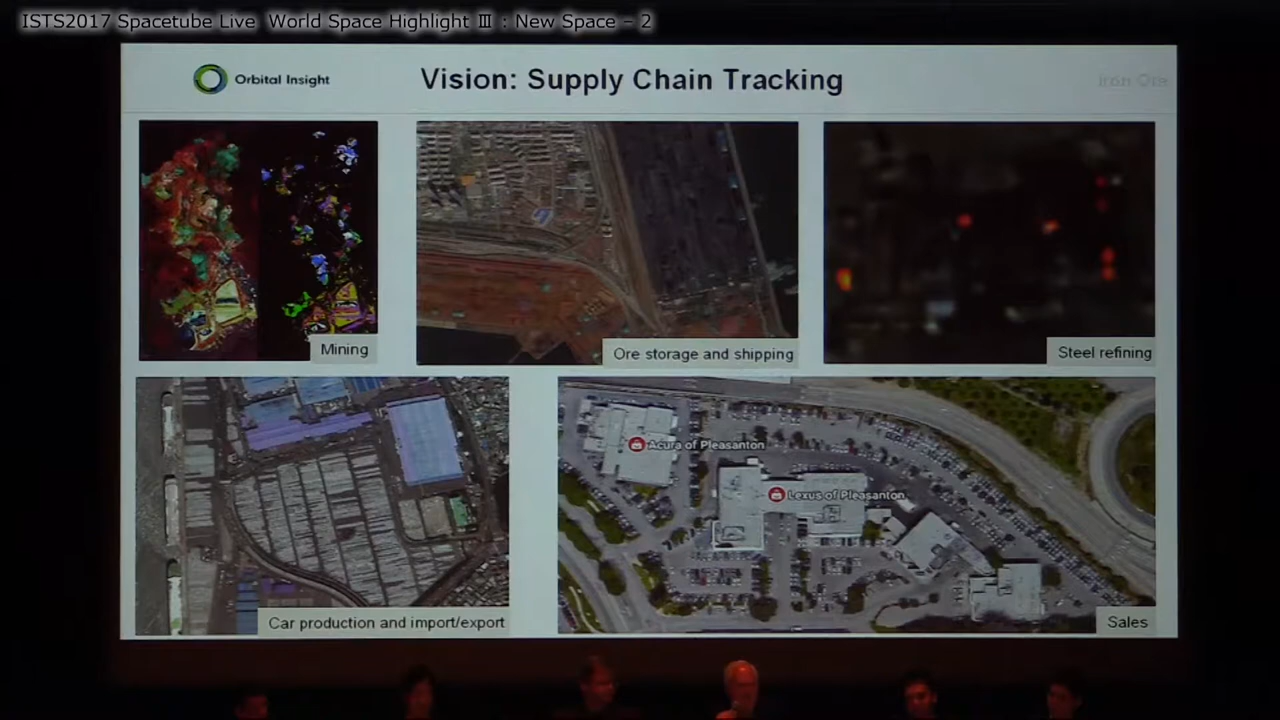 ISTS2017 Spacetube Live World Space Highlight Ⅲ : New Space – 2
Orbital Insight
Vision: Supply Chain Tracking
Iron Ore
Mining
Ore storage and shipping
Steel refining
Acura of Pleasanton
Lexus of Pleasanton
Car production and import/export
Sales